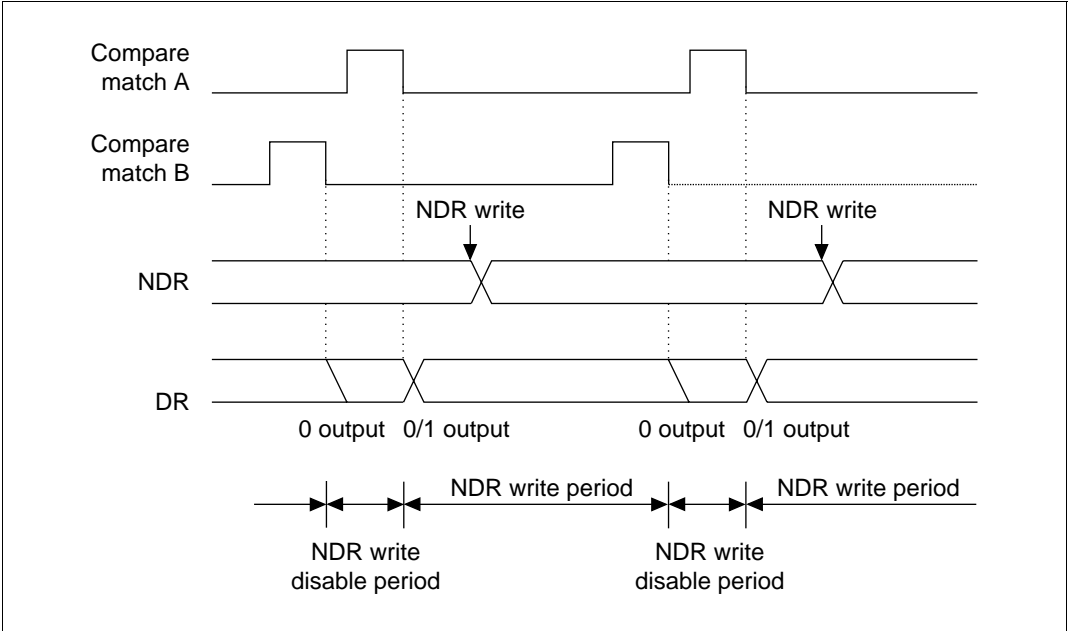 Compare
match A
Compare
match B
NDR write NDR write
NDR
DR
0 output 0/1 output 0 output 0/1 output
NDR write period NDR write period
NDR write NDR write
disable period disable period